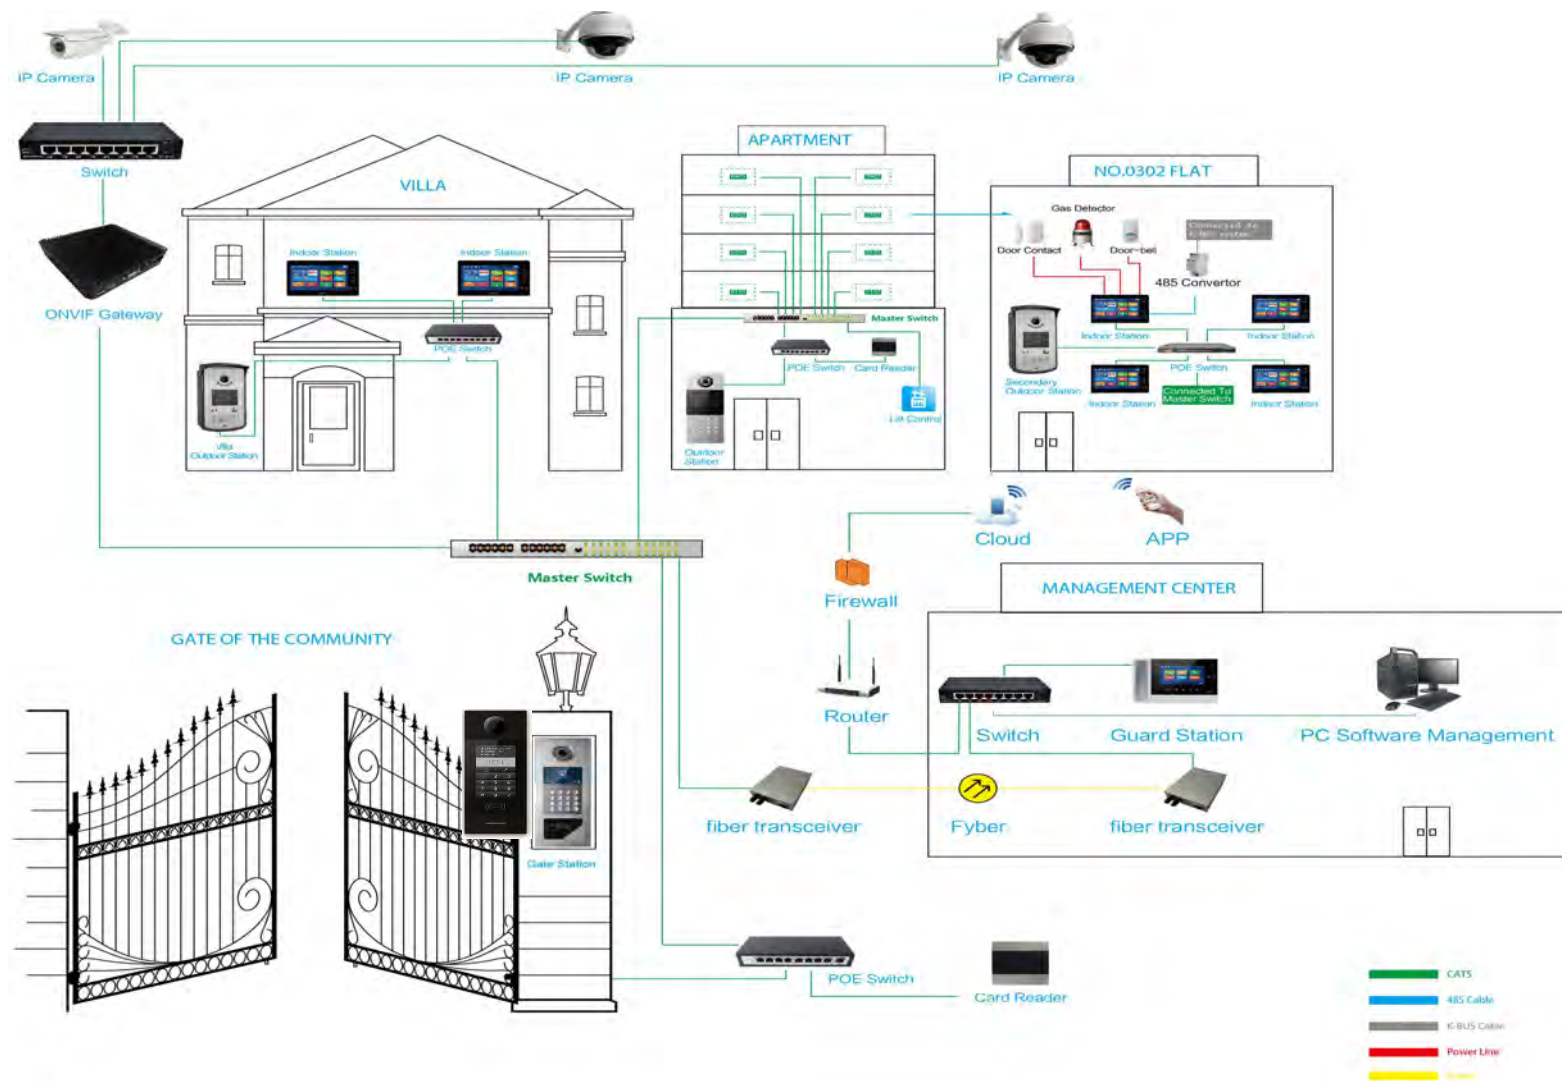 IP Camera
IP Camera
IP Camera
Switch
ONVIF Gateway
VILLA
Indoor Station
Indoor Station
POE Switch
Villa
Outdoor Station
APARTMENT
Master Switch
POE Switch
Card Reader
Lift Control
Outdoor
Station
NO.0302 FLAT
Gas Detector
Door Contact
Door-bell
Connected to
K-BUS system
485 Convertor
Indoor Station
Indoor Station
Secondary
Outdoor Station
POE Switch
Connected To
Master Switch
Indoor Station
Indoor Station
Cloud
APP
Master Switch
Firewall
MANAGEMENT CENTER
GATE OF THE COMMUNITY
Router
Switch
Guard Station
PC Software Management
fiber transceiver
Fyber
fiber transceiver
Gate Station
POE Switch
Card Reader
CAT5
485 Cable
K-BUS Cable
Power Line